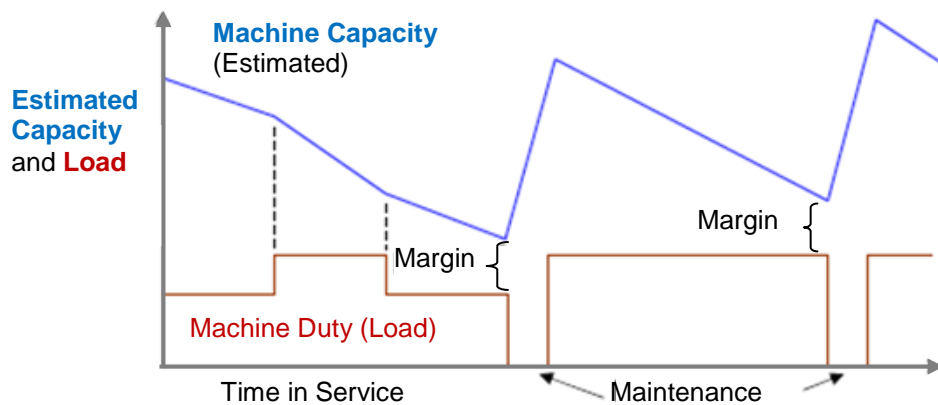 Machine Capacity
(Estimated)
Estimated
Capacity
and Load
Margin
Margin
Machine Duty (Load)
Time in Service
Maintenance